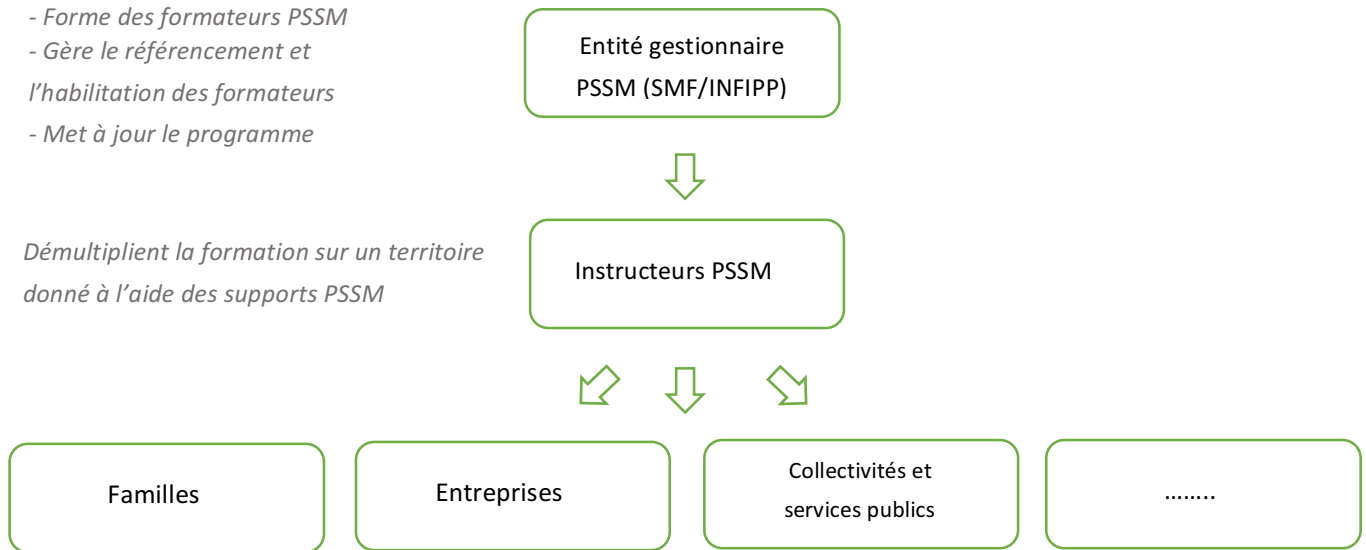 - Forme des formateurs PSSM
- Gère le référencement et
l’habilitation des formateurs
- Met à jour le programme
Entité gestionnaire
PSSM (SMF/INFIPP)
Démultiplient la formation sur un territoire
donné à l’aide des supports PSSM
Instructeurs PSSM
Familles
Entreprises
Collectivités et
services publics
……..